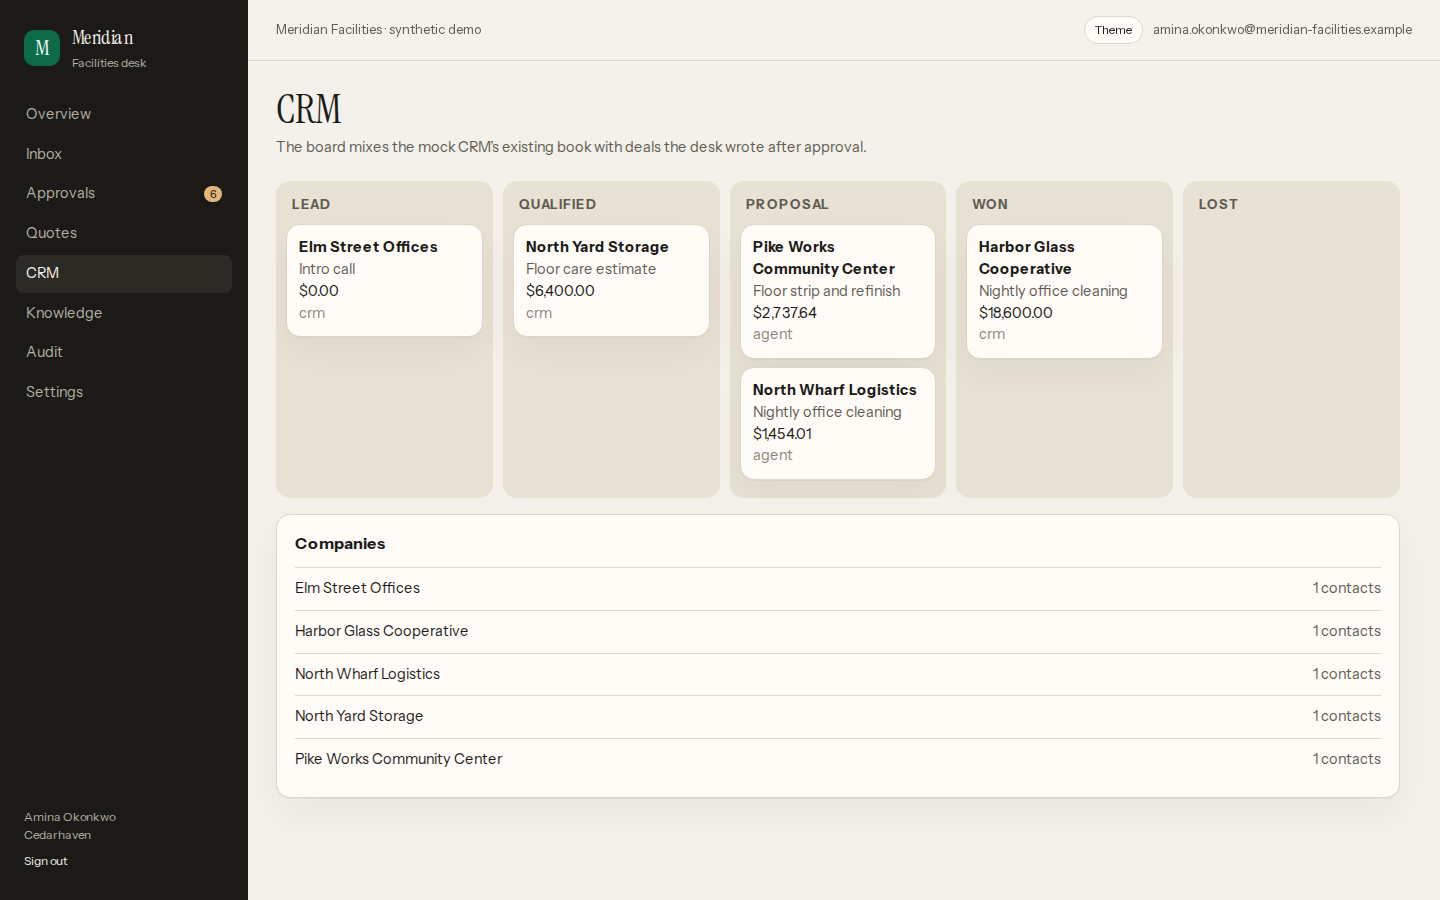 M
Meridian
Facilities desk
Overview
Inbox
Approvals 6
Quotes
CRM
Knowledge
Audit
Settings
Amina Okonkwo
Cedarhaven
Sign out
Meridian Facilities · synthetic demo
Theme
amina.okonkwo@meridian-facilities.example
CRM
The board mixes the mock CRM's existing book with deals the desk wrote after approval.
LEAD
Elm Street Offices
Intro call
$0.00
crm
QUALIFIED
North Yard Storage
Floor care estimate
$6,400.00
crm
PROPOSAL
Pike Works
Community Center
Floor strip and refinish
$2,737.64
agent
North Wharf Logistics
Nightly office cleaning
$1,454.01
agent
WON
Harbor Glass
Cooperative
Nightly office cleaning
$18,600.00
crm
LOST
Companies
Elm Street Offices 1 contacts
Harbor Glass Cooperative 1 contacts
North Wharf Logistics 1 contacts
North Yard Storage 1 contacts
Pike Works Community Center 1 contacts